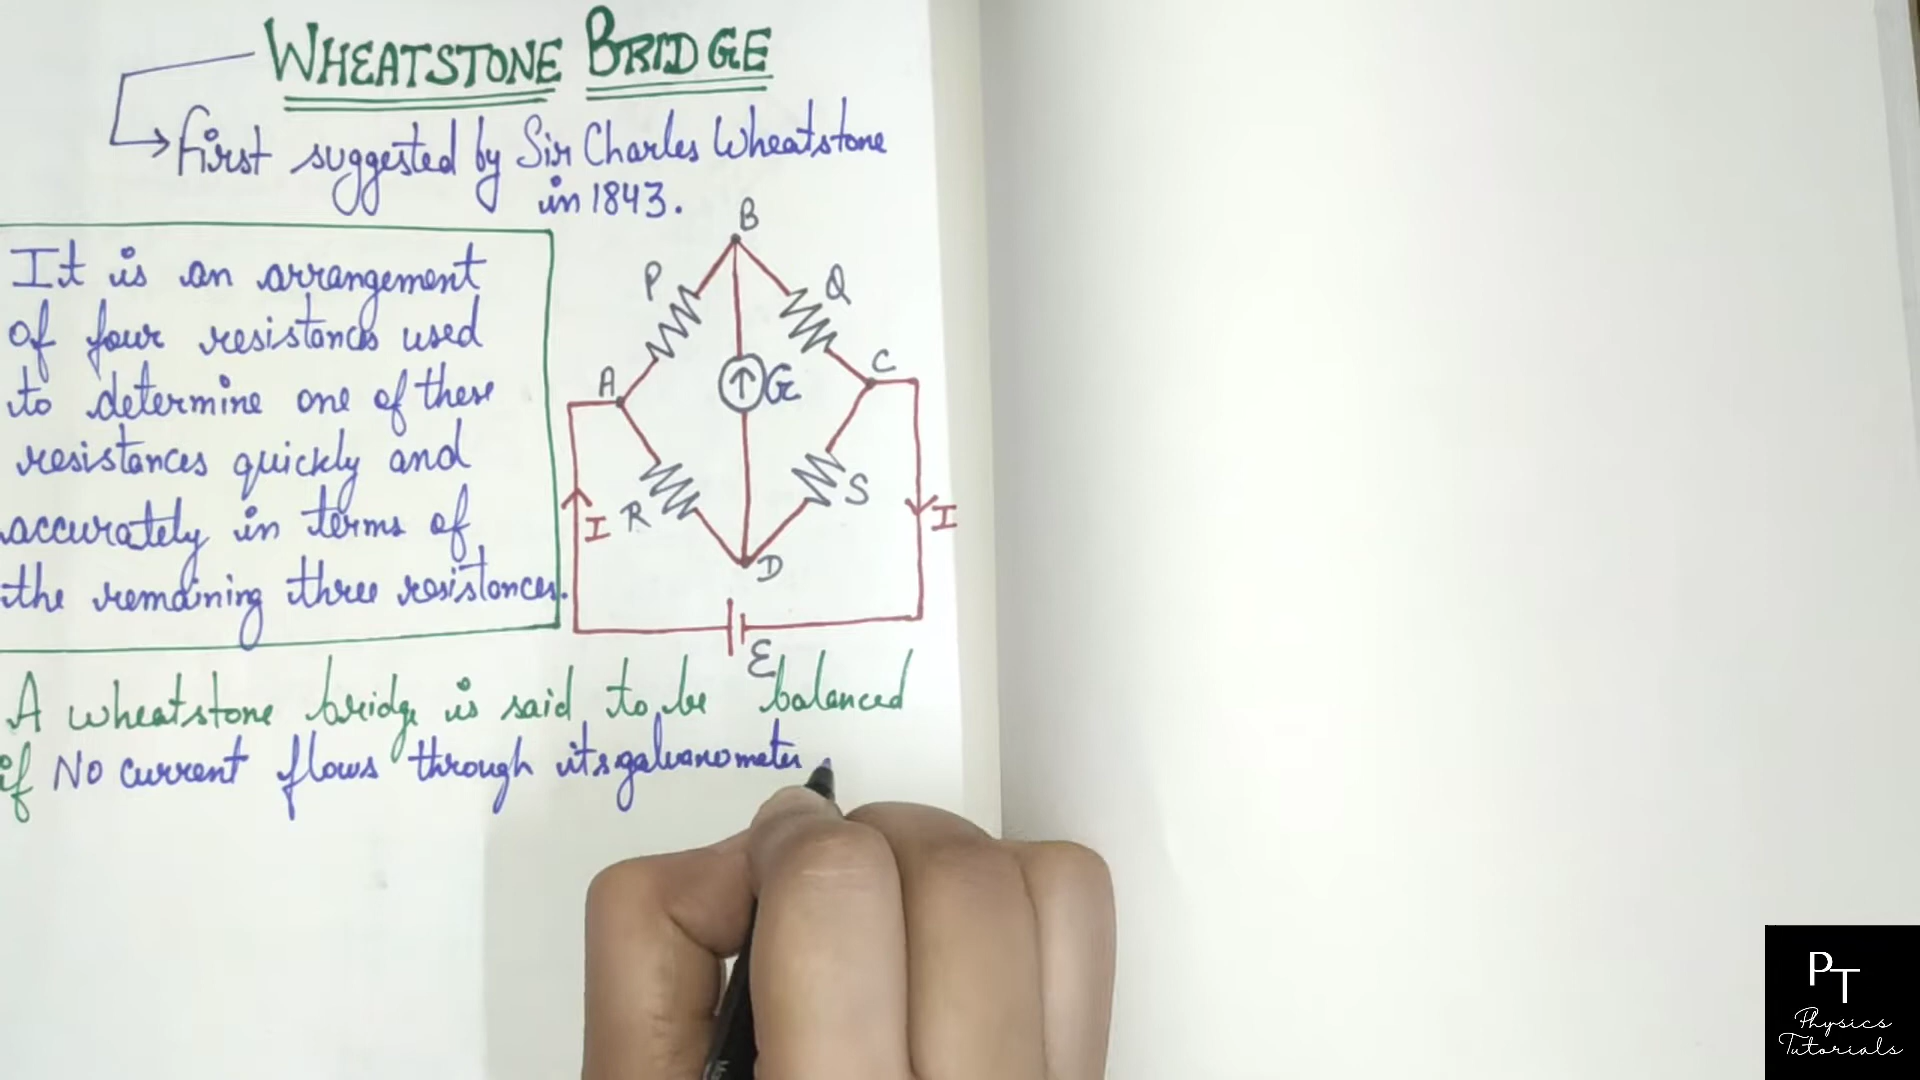 WHEATSTONE BRIDGE
First suggested by Sir Charles Wheatstone
in 1843.
It is an arrangement
of four resistances used
to determine one of these
resistances quickly and
accurately in terms of
the remaining three resistances.
B
P
Q
A
G
C
R
S
I
I
D
E
A wheatstone bridge is said to be balanced
if No current flows through its galvanometer
PT
Physics
Tutorials